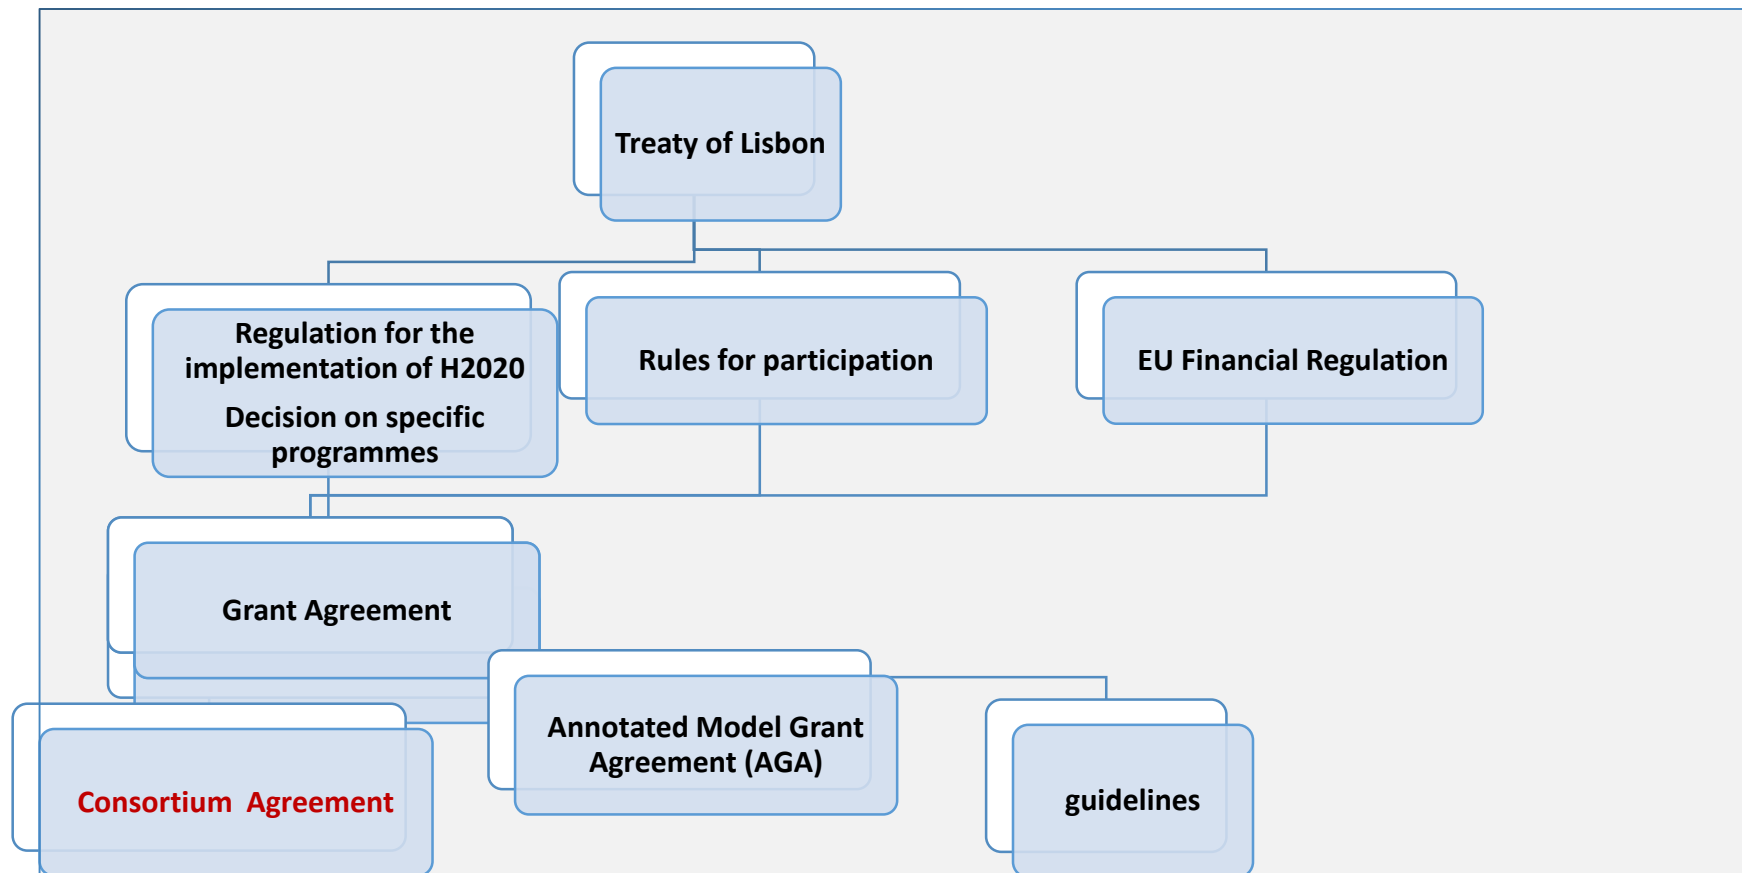 Treaty of Lisbon
Regulation for the
implementation of H2020
Decision on specific
programmes
Rules for participation
EU Financial Regulation
Grant Agreement
Annotated Model Grant
Agreement (AGA)
Consortium  Agreement
guidelines